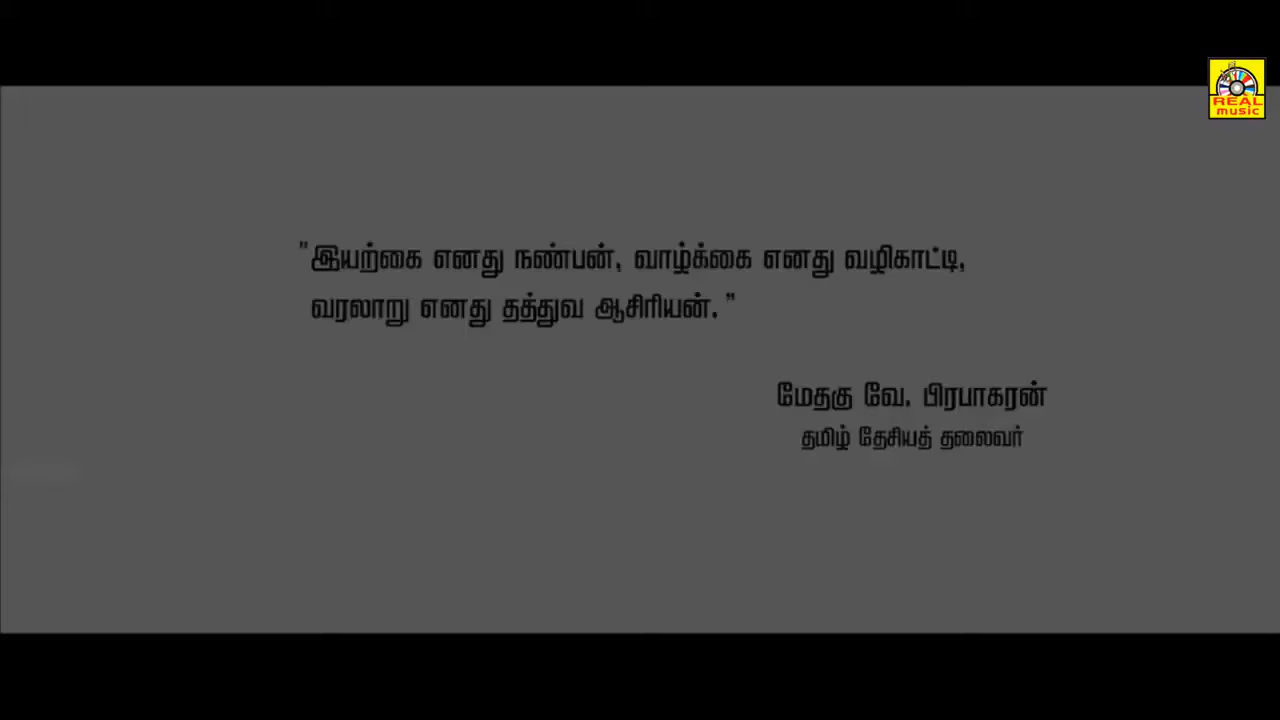 REAL
music
"இயற்கை எனது நண்பன், வாழ்க்கை எனது வழிகாட்டி,
வரலாறு எனது தத்துவ ஆசிரியன்."
மேதகு வே. பிரபாகரன்
தமிழ் தேசியத் தலைவர்